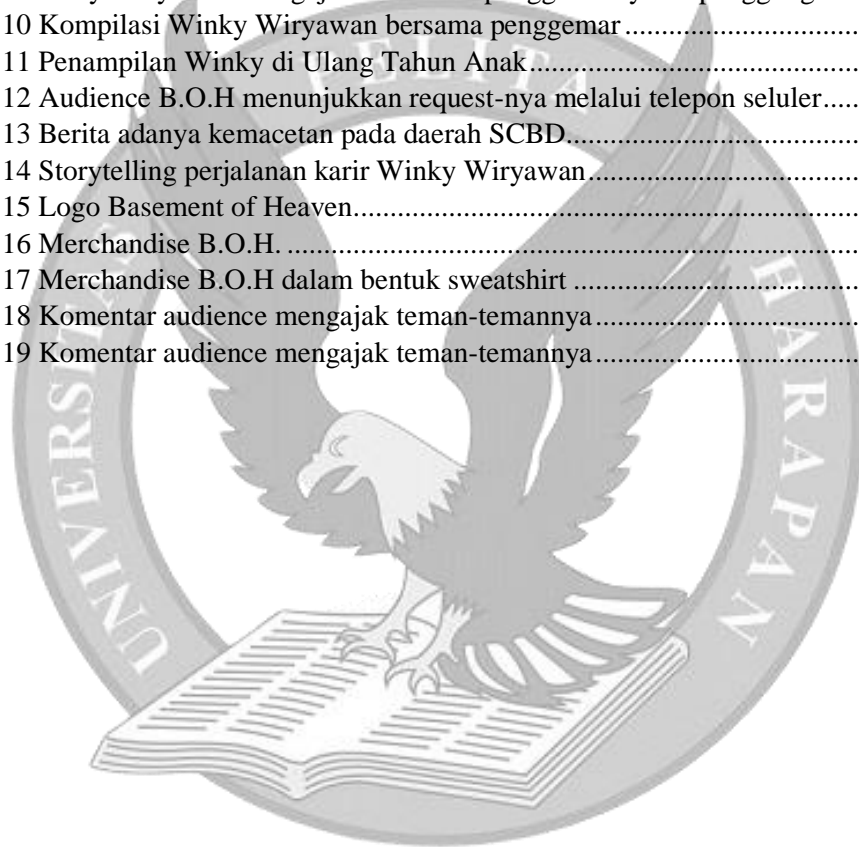 10 Kompilasi Winky Wiryawan bersama penggemar..............................
11 Penampilan Winky di Ulang Tahun Anak..........................................
12 Audience B.O.H menunjukkan request-nya melalui telepon seluler.....
13 Berita adanya kemacetan pada daerah SCBD.....................................
14 Storytelling perjalanan karir Winky Wiryawan...................................
15 Logo Basement of Heaven................................................................
16 Merchandise B.O.H. .........................................................................
17 Merchandise B.O.H dalam bentuk sweatshirt ....................................
18 Komentar audience mengajak teman-temannya.................................
19 Komentar audience mengajak teman-temannya.................................
UNIVERSITAS PELITA HARAPAN